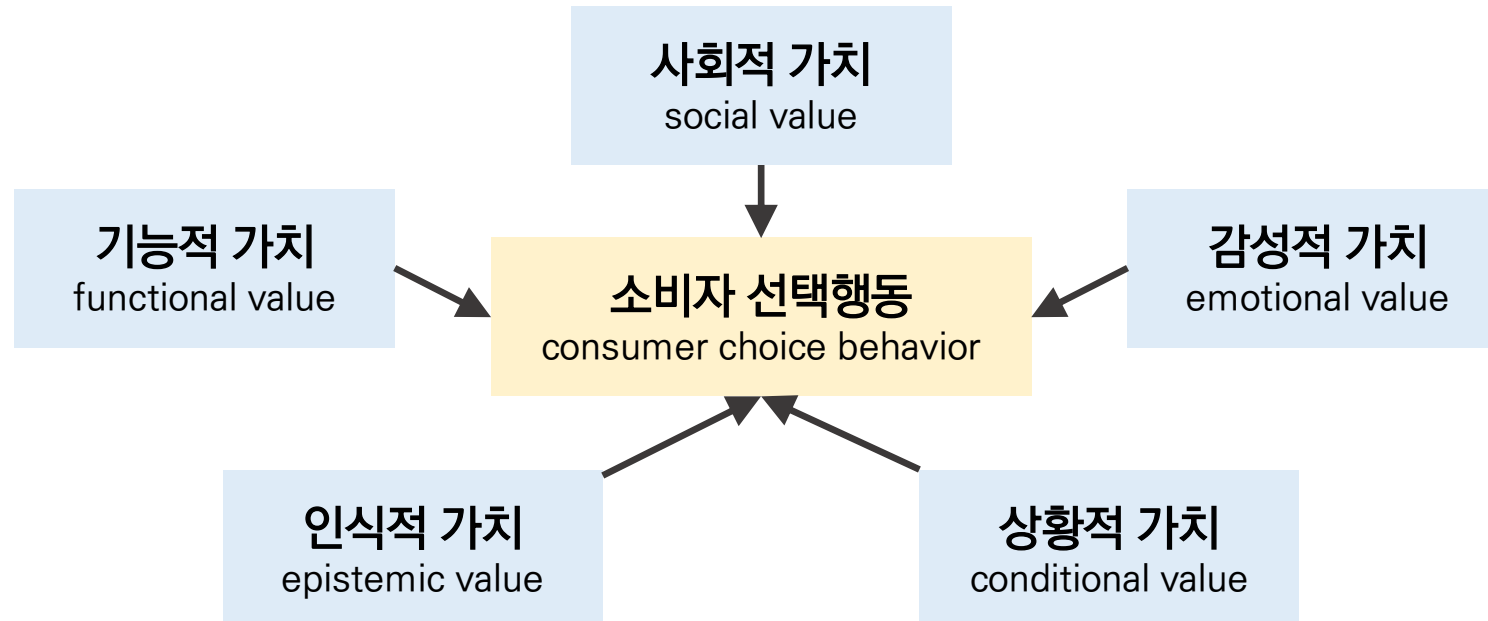 사회적 가치
social value
기능적 가치
functional value
감성적 가치
emotional value
소비자 선택행동
consumer choice behavior
인식적 가치
epistemic value
상황적 가치
conditional value